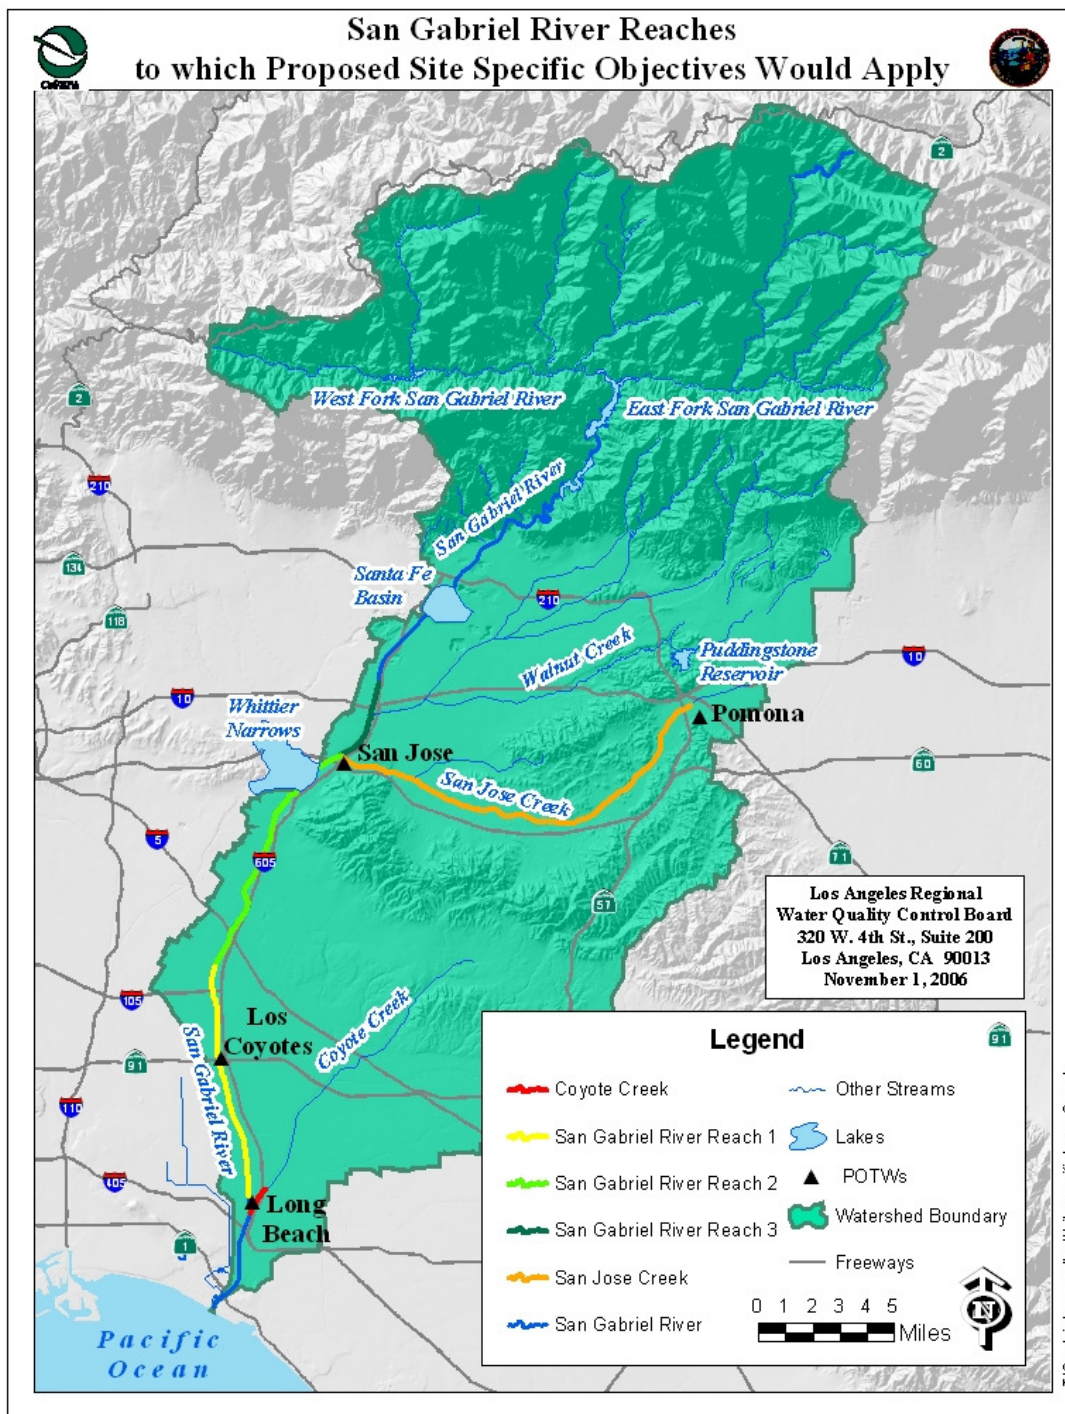 San Gabriel River Reaches
to which Proposed Site Specific Objectives Would Apply
2
2
West Fork San Gabriel River
East Fork San Gabriel River
210
San Gabriel River
134
Santa Fe
Basin
210
118
Walnut Creek
Puddingstone
Reservoir
10
10
Whittier
Narrows
Pomona
San Jose
60
San Jose Creek
5
605
71
57
Los Angeles Regional
Water Quality Control Board
320 W. 4th St., Suite 200
Los Angeles, CA 90013
November 1, 2006
105
Los
Coyotes
Coyote Creek
San Gabriel River
91
110
405
Long
Beach
1
Pacific
Ocean
Legend
91
Coyote Creek
San Gabriel River Reach 1
San Gabriel River Reach 2
San Gabriel River Reach 3
San Jose Creek
San Gabriel River
Other Streams
Lakes
POTWs
Watershed Boundary
Freeways
0 1 2 3 4 5
Miles
N